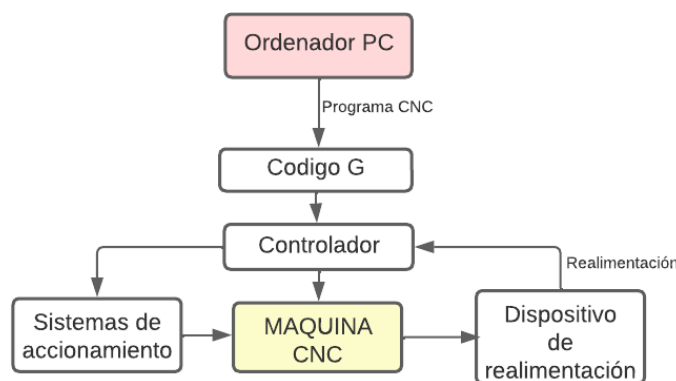 Ordenador PC
Programa CNC
Codigo G
Controlador
Realimentación
Sistemas de
accionamiento
MAQUINA
CNC
Dispositivo
de
realimentación